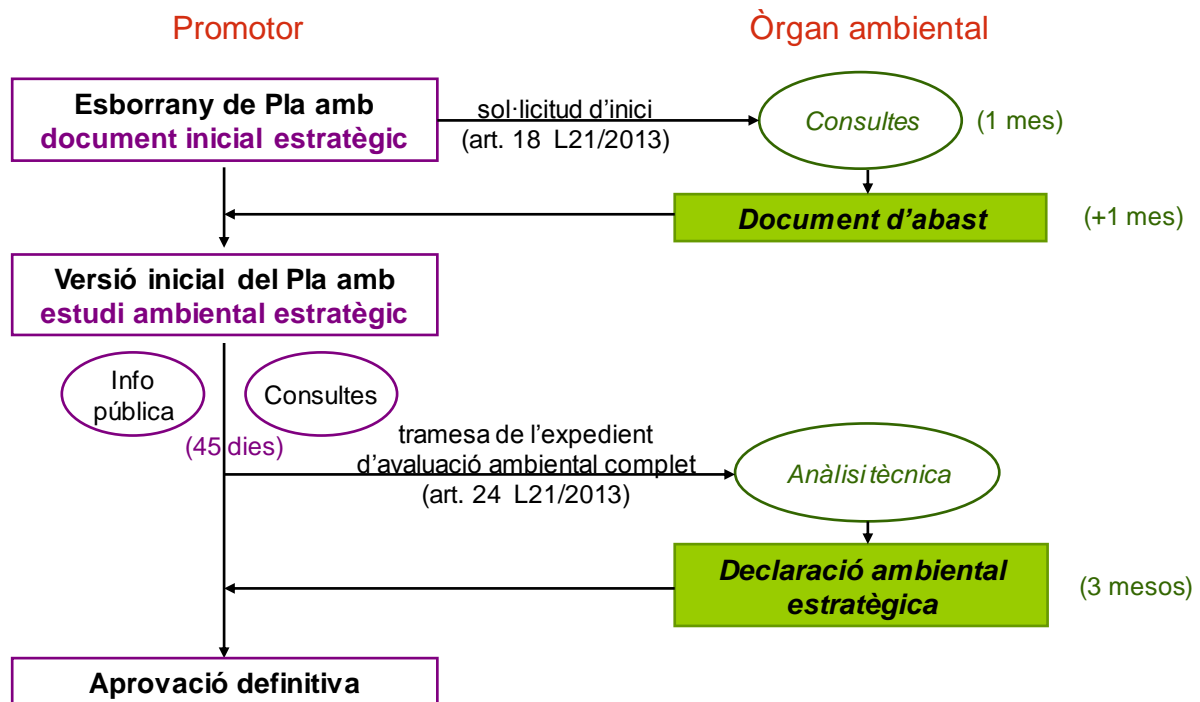 Promotor
Òrgan ambiental
Esborrany de Pla amb
document inicial estratègic
sol·licitud d'inici
(art. 18 L21/2013)
Consultes
(1 mes)
Document d'abast
(+1 mes)
Versió inicial del Pla amb
estudi ambiental estratègic
Info
pública
Consultes
(45 dies)
tramesa de l'expedient
d'avaluació ambiental complet
(art. 24 L21/2013)
Anàlisi tècnica
Declaració ambiental
estratègica
(3 mesos)
Aprovació definitiva